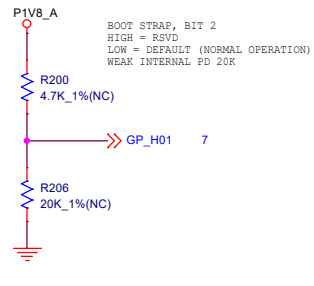 P1V8_A
BOOT STRAP, BIT 2
HIGH = RSVD
LOW = DEFAULT (NORMAL OPERATION)
WEAK INTERNAL PD 20K
R200
4.7K_1%(NC)
GP_H01 7
R206
20K_1%(NC)